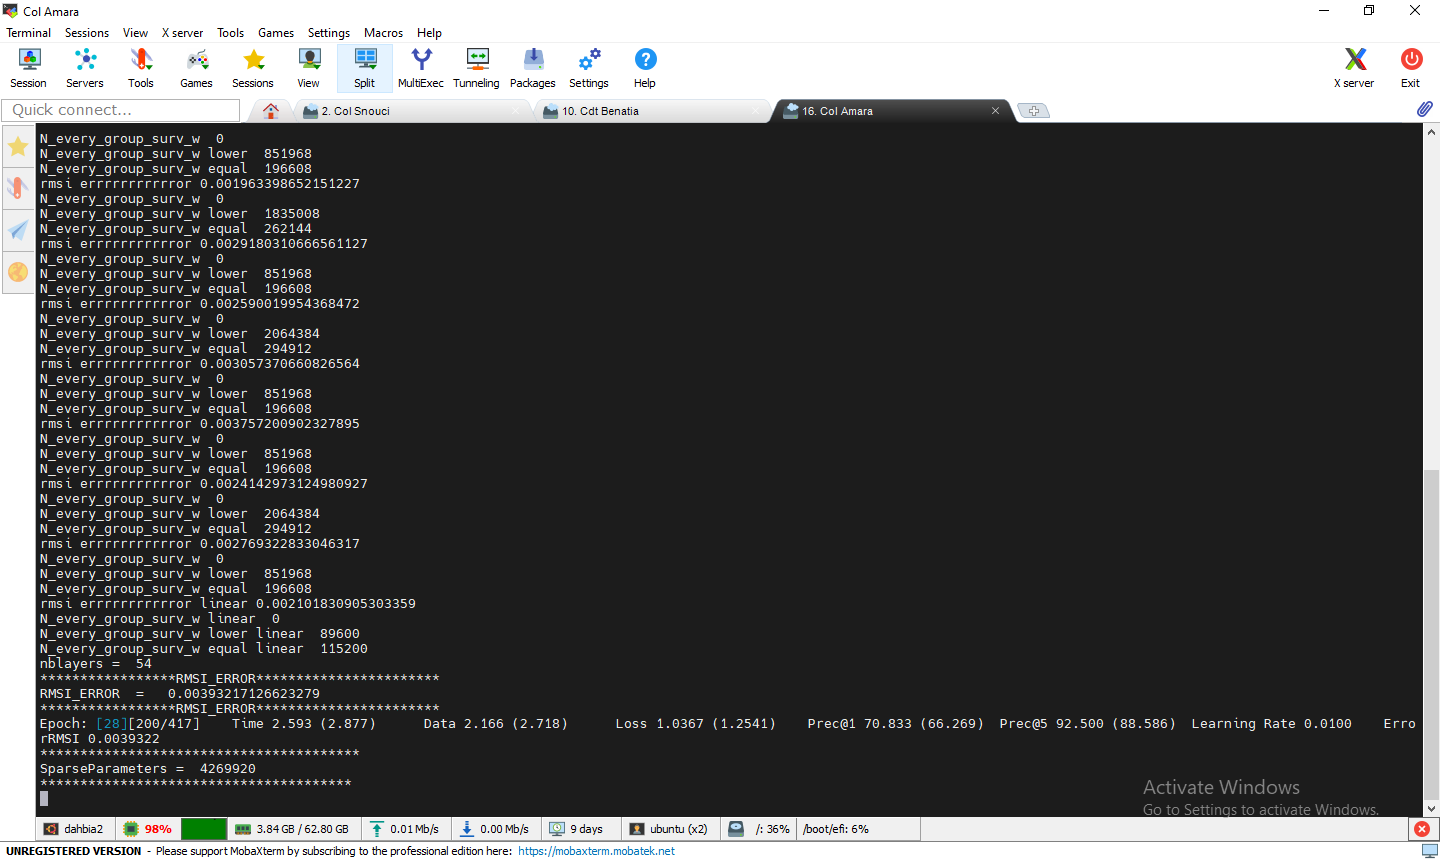 Col Amara
Terminal Sessions View X server Tools Games Settings Macros Help
Session Servers Tools Games Sessions View Split MultiExec Tunneling Packages Settings Help X server Exit
Quick connect... 2. Col Snouci 10. Cdt Benatia 16. Col Amara
N_every_group_surv_w  0
N_every_group_surv_w lower  851968
N_every_group_surv_w equal  196608
rmsi errrrrrrrrrror 0.001963398652151227
N_every_group_surv_w  0
N_every_group_surv_w lower  1835008
N_every_group_surv_w equal  262144
rmsi errrrrrrrrrror 0.0029180310666561127
N_every_group_surv_w  0
N_every_group_surv_w lower  851968
N_every_group_surv_w equal  196608
rmsi errrrrrrrrrror 0.002590019954368472
N_every_group_surv_w  0
N_every_group_surv_w lower  2064384
N_every_group_surv_w equal  294912
rmsi errrrrrrrrrror 0.003057370660826564
N_every_group_surv_w  0
N_every_group_surv_w lower  851968
N_every_group_surv_w equal  196608
rmsi errrrrrrrrrror 0.003757200902327895
N_every_group_surv_w  0
N_every_group_surv_w lower  851968
N_every_group_surv_w equal  196608
rmsi errrrrrrrrrror 0.0024142973124980927
N_every_group_surv_w  0
N_every_group_surv_w lower  2064384
N_every_group_surv_w equal  294912
rmsi errrrrrrrrrror 0.002769322833046317
N_every_group_surv_w  0
N_every_group_surv_w lower  851968
N_every_group_surv_w equal  196608
rmsi errrrrrrrrrror linear 0.002101830905303359
N_every_group_surv_w linear  0
N_every_group_surv_w lower linear  89600
N_every_group_surv_w equal linear  115200
nblayers =  54
*****************RMSI_ERROR***********************
RMSI_ERROR  =   0.00393217126623279
*****************RMSI_ERROR***********************
Epoch: [28][200/417]    Time 2.593 (2.877)      Data 2.166 (2.718)      Loss 1.0367 (1.2541)    Prec@1 70.833 (66.269)  Prec@5 92.500 (88.586)  Learning Rate 0.0100    Erro
rRMSI 0.0039322
****************************************
SparseParameters =  4269920
***************************************
Activate Windows
Go to Settings to activate Windows.
dahbia2 98% 3.84 GB / 62.80 GB 0.01 Mb/s 0.00 Mb/s 9 days ubuntu (x2) /: 36% /boot/efi: 6%
UNREGISTERED VERSION - Please support MobaXterm by subscribing to the professional edition here: https://mobaxterm.mobatek.net